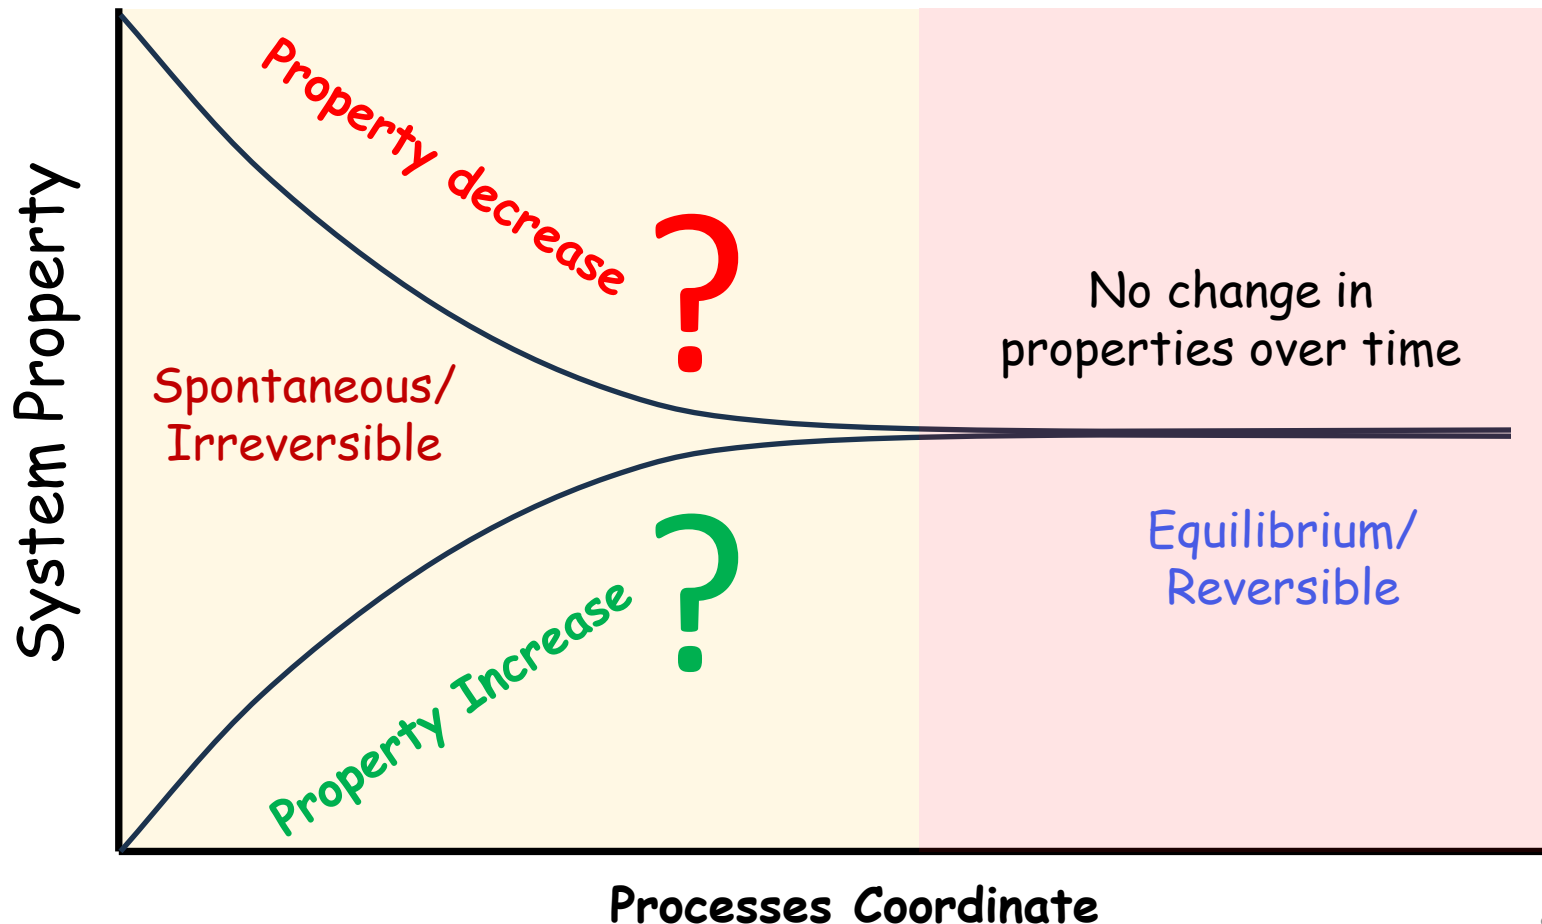 System Property
Property decrease
?
Spontaneous/
Irreversible
No change in
properties over time
?
Property Increase
Equilibrium/
Reversible
Processes Coordinate